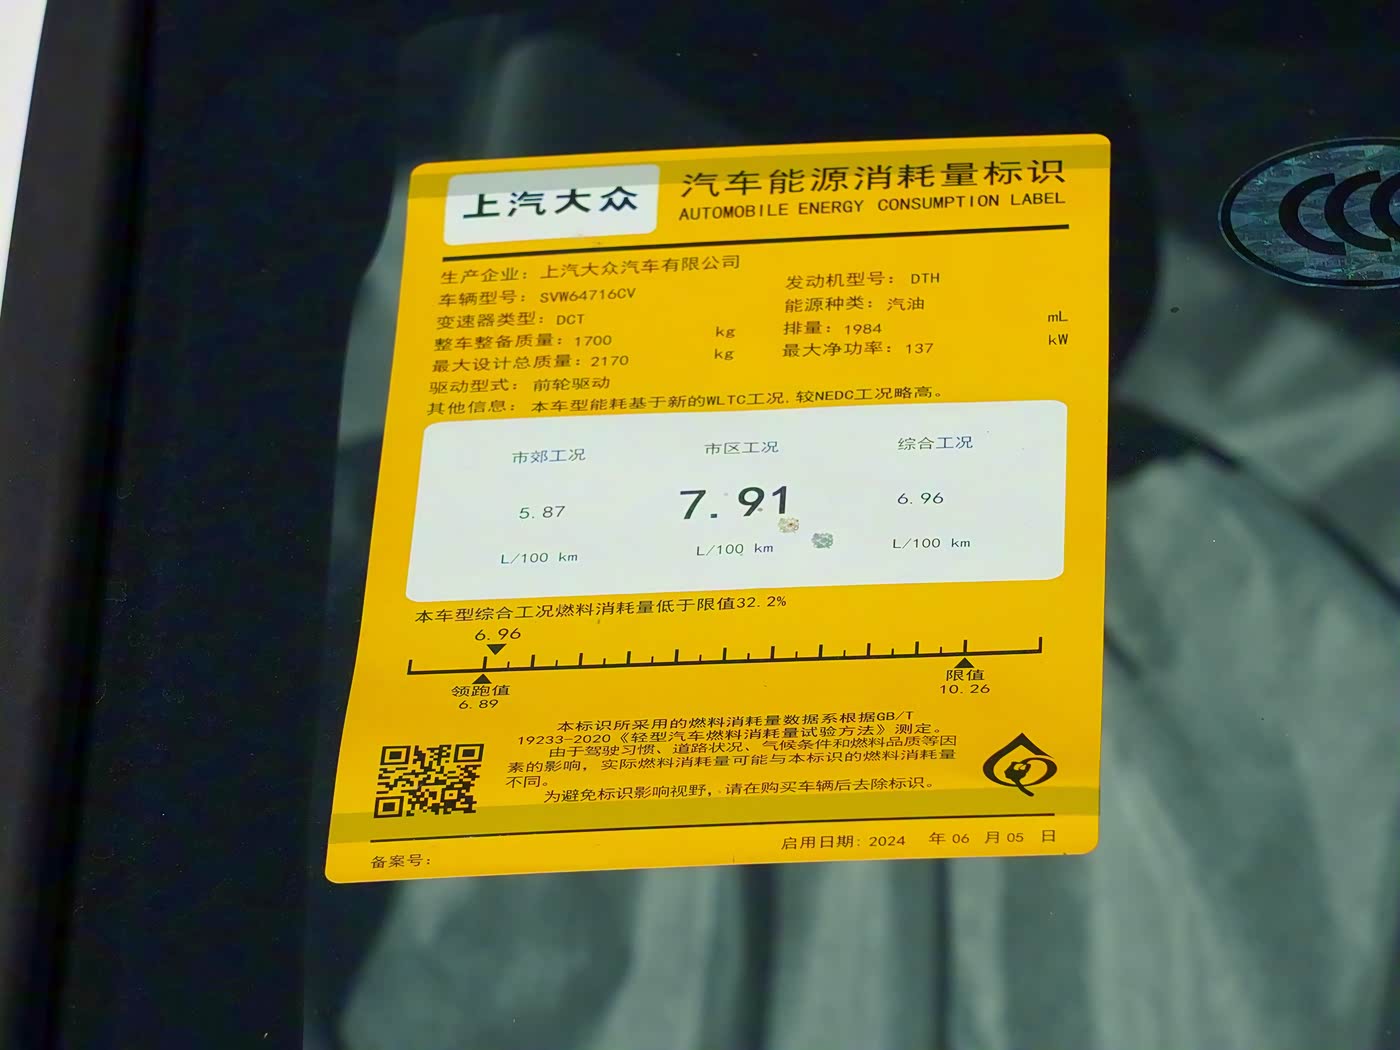 上汽大众
汽车能源消耗量标识
AUTOMOBILE ENERGY CONSUMPTION LABEL
生产企业：上汽大众汽车有限公司
车辆型号：SVW64716CV
变速器类型：DCT
整车整备质量：1700 kg
最大设计总质量：2170 kg
驱动型式：前轮驱动
发动机型号：DTH
能源种类：汽油
排量：1984 mL
最大净功率：137 kW
其他信息：本车型能耗基于新的WLTC工况,较NEDC工况略高。
市郊工况 市区工况 综合工况
5.87 7.91 6.96
L/100 km L/100 km L/100 km
本车型综合工况燃料消耗量低于限值32.2%
6.96
领跑值 限值
6.89 10.26
本标识所采用的燃料消耗量数据系根据GB/T
19233-2020《轻型汽车燃料消耗量试验方法》测定。
由于驾驶习惯、道路状况、气候条件和燃料品质等因
素的影响，实际燃料消耗量可能与本标识的燃料消耗量
不同。
为避免标识影响视野，请在购买车辆后去除标识。
备案号：
启用日期：2024 年 06 月 05 日
CCC